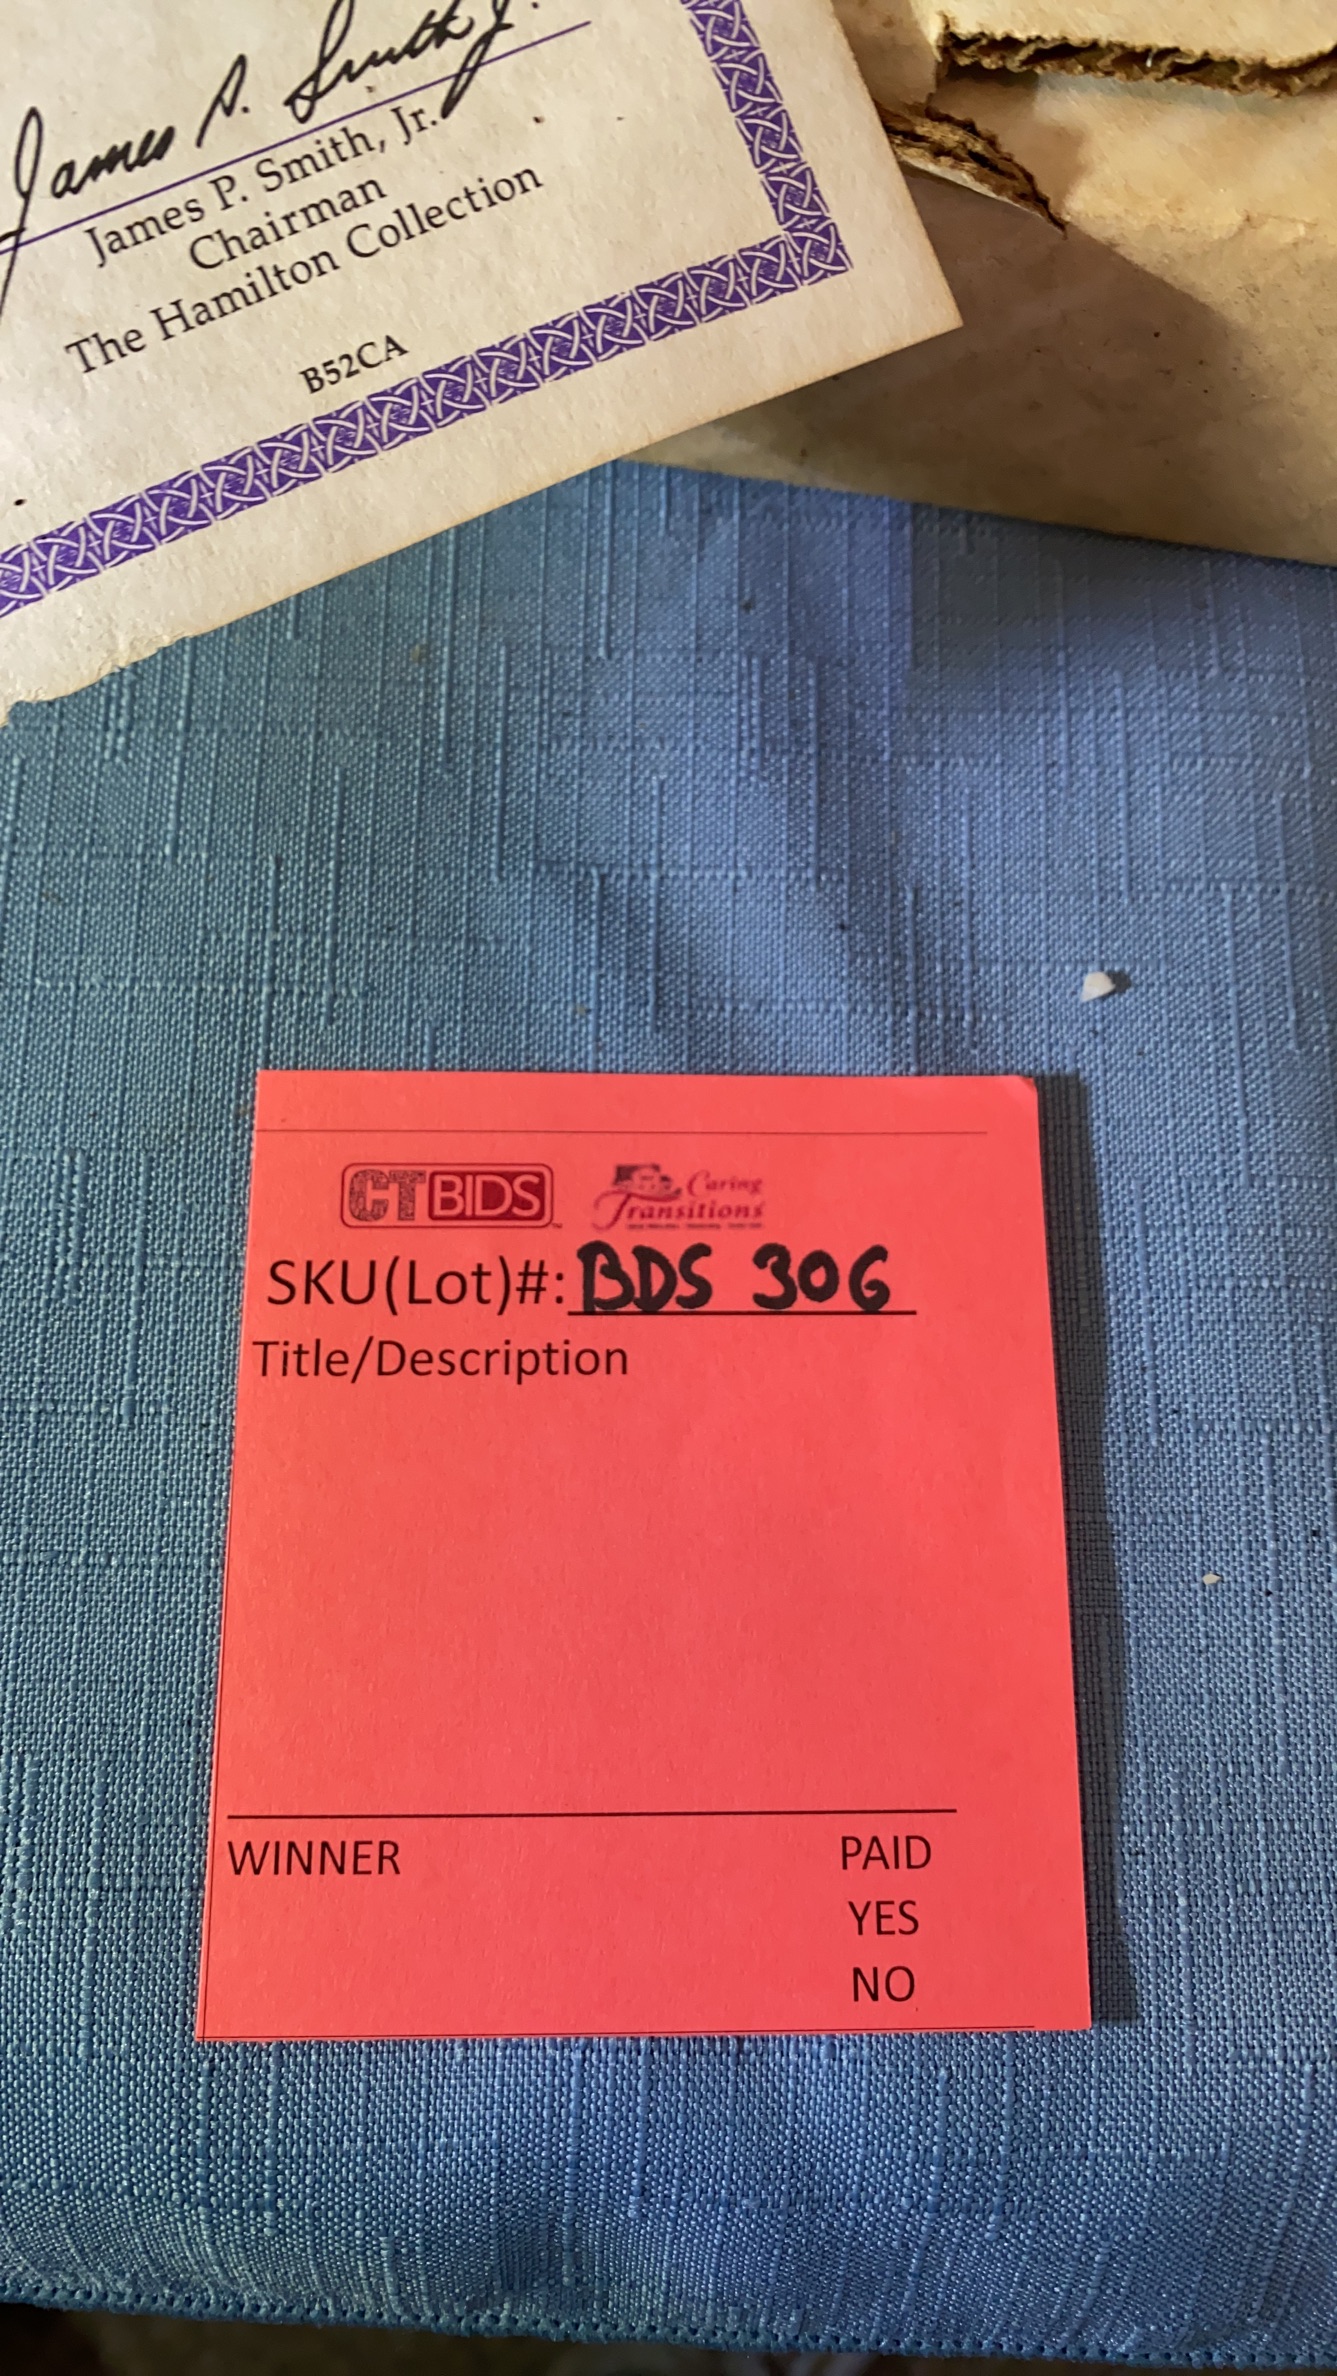 James P. Smith Jr.
James P. Smith, Jr.
Chairman
The Hamilton Collection
B52CA
CTBIDS
Caring
Transitions
SKU(Lot)#: BDS 306
Title/Description
WINNER
PAID
YES
NO